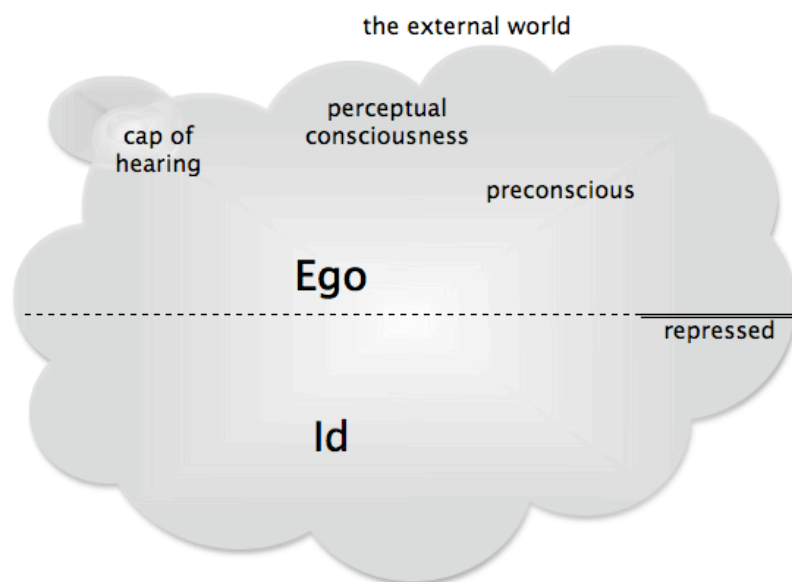 the external world
perceptual
consciousness
cap of
hearing
preconscious
Ego
repressed
Id